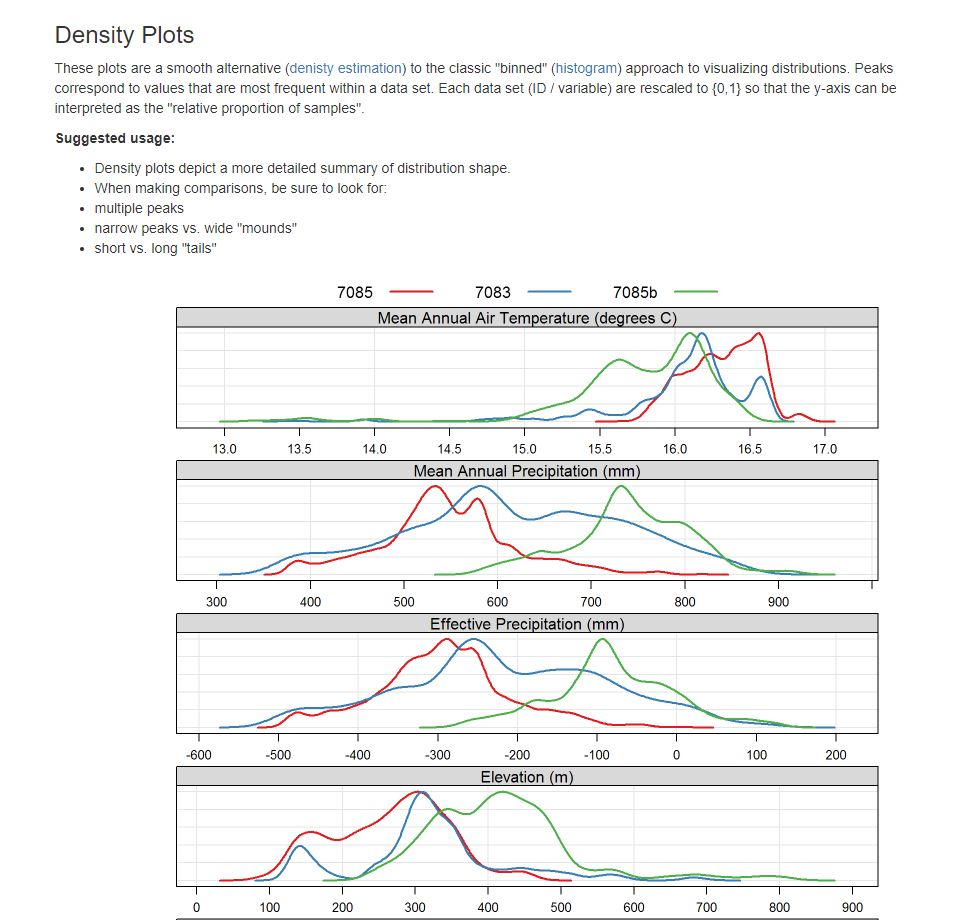 Density Plots
These plots are a smooth alternative (denisty estimation) to the classic "binned" (histogram) approach to visualizing distributions. Peaks
correspond to values that are most frequent within a data set. Each data set (ID / variable) are rescaled to {0,1} so that the y-axis can be
interpreted as the "relative proportion of samples".
Suggested usage:
• Density plots depict a more detailed summary of distribution shape.
• When making comparisons, be sure to look for:
• multiple peaks
• narrow peaks vs. wide "mounds"
• short vs. long "tails"
7085 7083 7085b
Mean Annual Air Temperature (degrees C)
13.0 13.5 14.0 14.5 15.0 15.5 16.0 16.5 17.0
Mean Annual Precipitation (mm)
300 400 500 600 700 800 900
Effective Precipitation (mm)
-600 -500 -400 -300 -200 -100 0 100 200
Elevation (m)
0 100 200 300 400 500 600 700 800 900